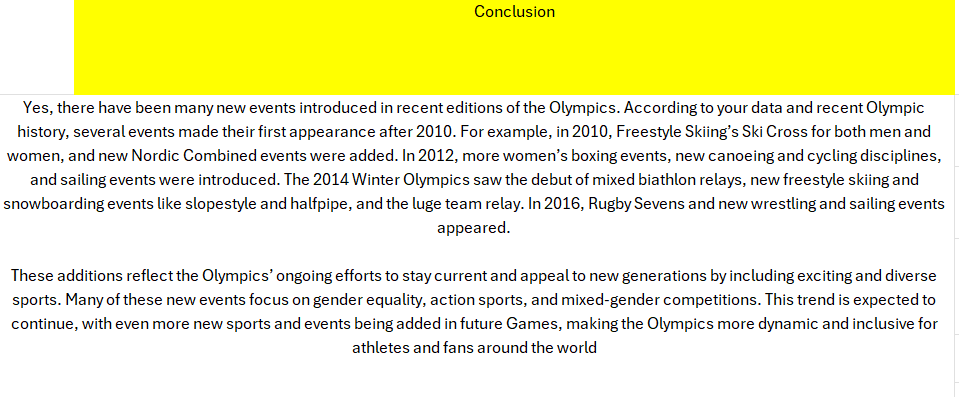 Conclusion
Yes, there have been many new events introduced in recent editions of the Olympics. According to your data and recent Olympic
history, several events made their first appearance after 2010. For example, in 2010, Freestyle Skiing's Ski Cross for both men and
women, and new Nordic Combined events were added. In 2012, more women's boxing events, new canoeing and cycling disciplines,
and sailing events were introduced. The 2014 Winter Olympics saw the debut of mixed biathlon relays, new freestyle skiing and
snowboarding events like slopestyle and halfpipe, and the luge team relay. In 2016, Rugby Sevens and new wrestling and sailing events
appeared.
These additions reflect the Olympics' ongoing efforts to stay current and appeal to new generations by including exciting and diverse
sports. Many of these new events focus on gender equality, action sports, and mixed-gender competitions. This trend is expected to
continue, with even more new sports and events being added in future Games, making the Olympics more dynamic and inclusive for
athletes and fans around the world